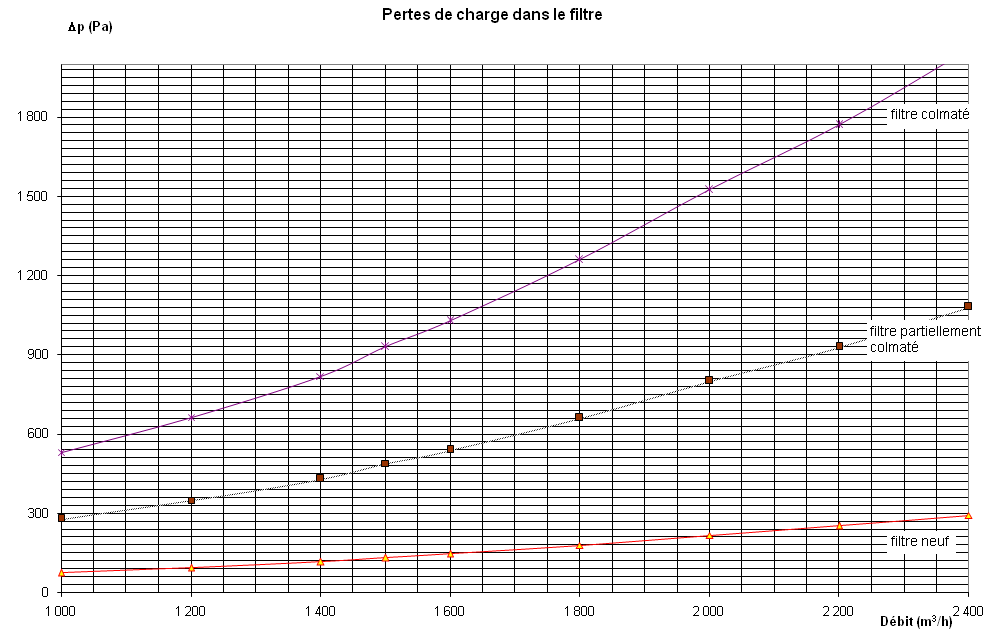 Pertes de charge dans le filtre
Δp (Pa)
1 800
filtre colmaté
1 500
1 200
900
filtre partiellement
colmaté
600
300
filtre neuf
0
1 000 1 200 1 400 1 600 1 800 2 000 2 200 2 400
Débit (m³/h)